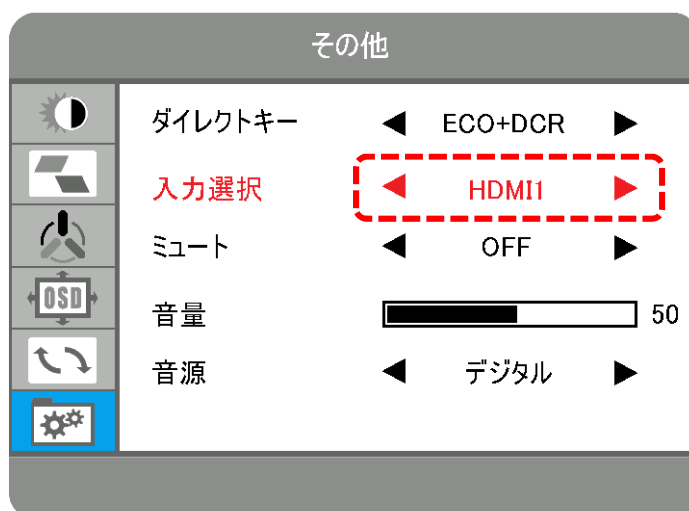 その他
ダイレクトキー ECO+DCR
入力選択 HDMI1
ミュート OFF
OSD
音量 50
音源 デジタル